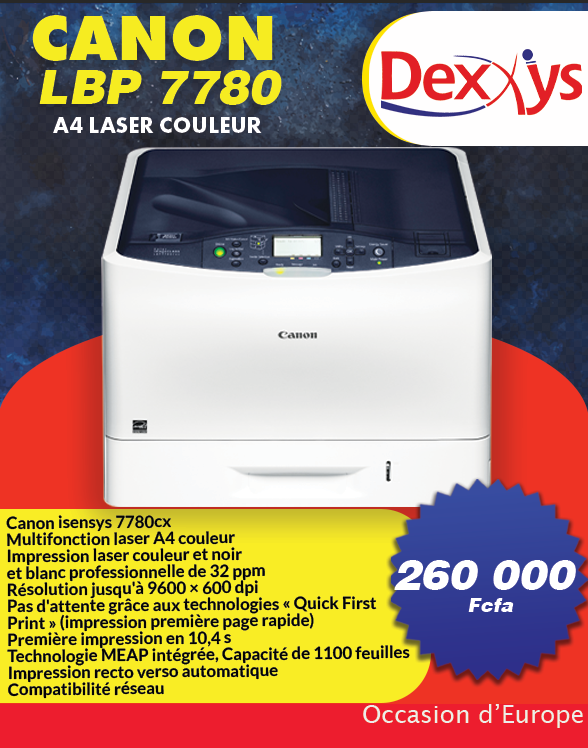 CANON
LBP 7780
A4 LASER COULEUR
Dexxys
Canon
Canon isensys 7780cx
Multifonction laser A4 couleur
Impression laser couleur et noir
et blanc professionnelle de 32 ppm
Résolution jusqu'à 9600 × 600 dpi
Pas d'attente grâce aux technologies « Quick First
Print » (impression première page rapide)
Première impression en 10,4 s
Technologie MEAP intégrée, Capacité de 1100 feuilles
Impression recto verso automatique
Compatibilité réseau
260 000
Fcfa
Occasion d'Europe